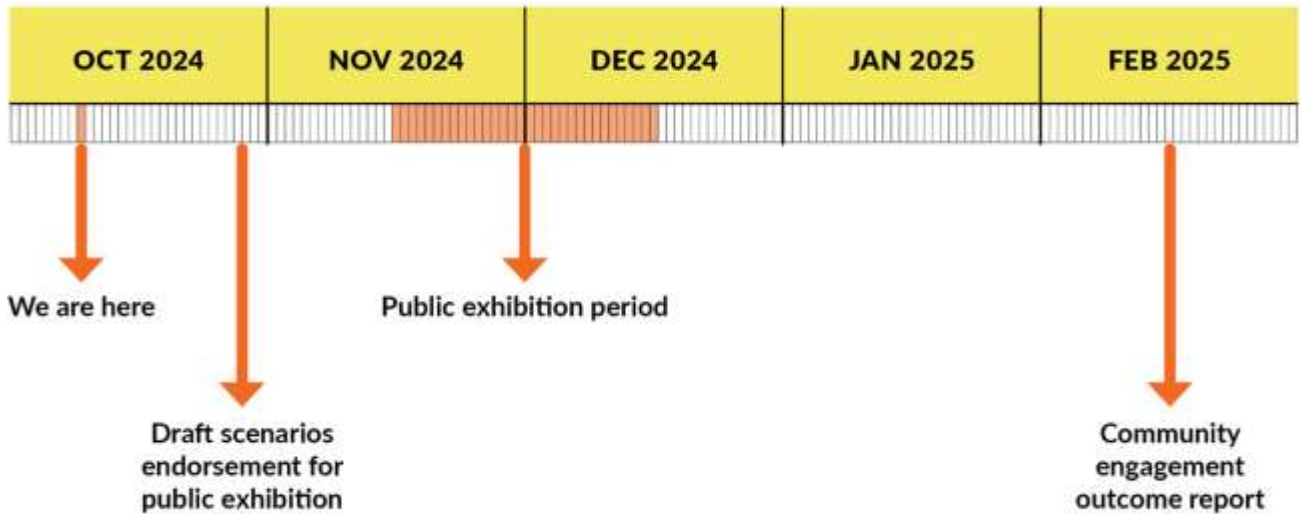 OCT 2024
NOV 2024
DEC 2024
JAN 2025
FEB 2025
We are here
Public exhibition period
Draft scenarios
endorsement for
public exhibition
Community
engagement
outcome report